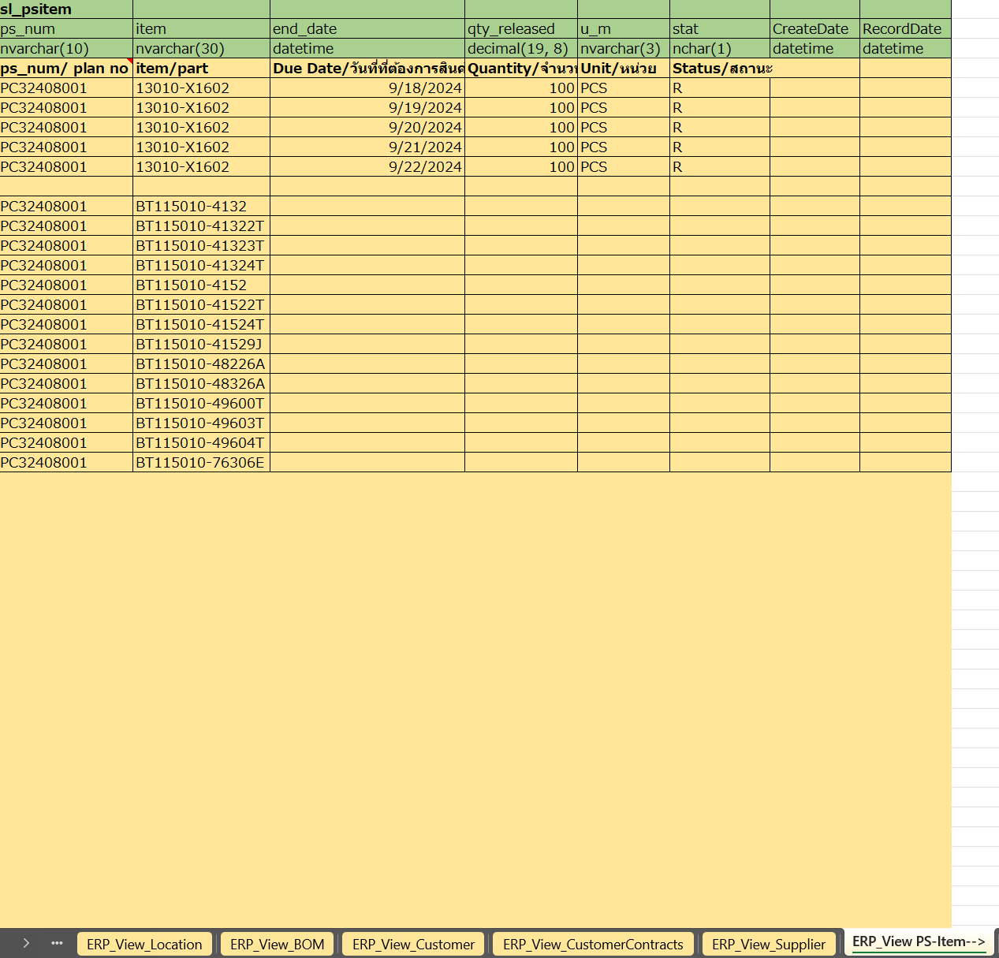 sl_psitem
ps_num item end_date qty_released u_m stat CreateDate RecordDate
nvarchar(10) nvarchar(30) datetime decimal(19, 8) nvarchar(3) nchar(1) datetime datetime
ps_num/ plan no item/part Due Date/วันที่ที่ต้องการสินค Quantity/จำนว Unit/หน่วย Status/สถานะ
PC32408001 13010-X1602 9/18/2024 100 PCS R
PC32408001 13010-X1602 9/19/2024 100 PCS R
PC32408001 13010-X1602 9/20/2024 100 PCS R
PC32408001 13010-X1602 9/21/2024 100 PCS R
PC32408001 13010-X1602 9/22/2024 100 PCS R
PC32408001 BT115010-4132
PC32408001 BT115010-41322T
PC32408001 BT115010-41323T
PC32408001 BT115010-41324T
PC32408001 BT115010-4152
PC32408001 BT115010-41522T
PC32408001 BT115010-41524T
PC32408001 BT115010-41529J
PC32408001 BT115010-48226A
PC32408001 BT115010-48326A
PC32408001 BT115010-49600T
PC32408001 BT115010-49603T
PC32408001 BT115010-49604T
PC32408001 BT115010-76306E
ERP_View_Location ERP_View_BOM ERP_View_Customer ERP_View_CustomerContracts ERP_View_Supplier ERP_View PS-Item-->